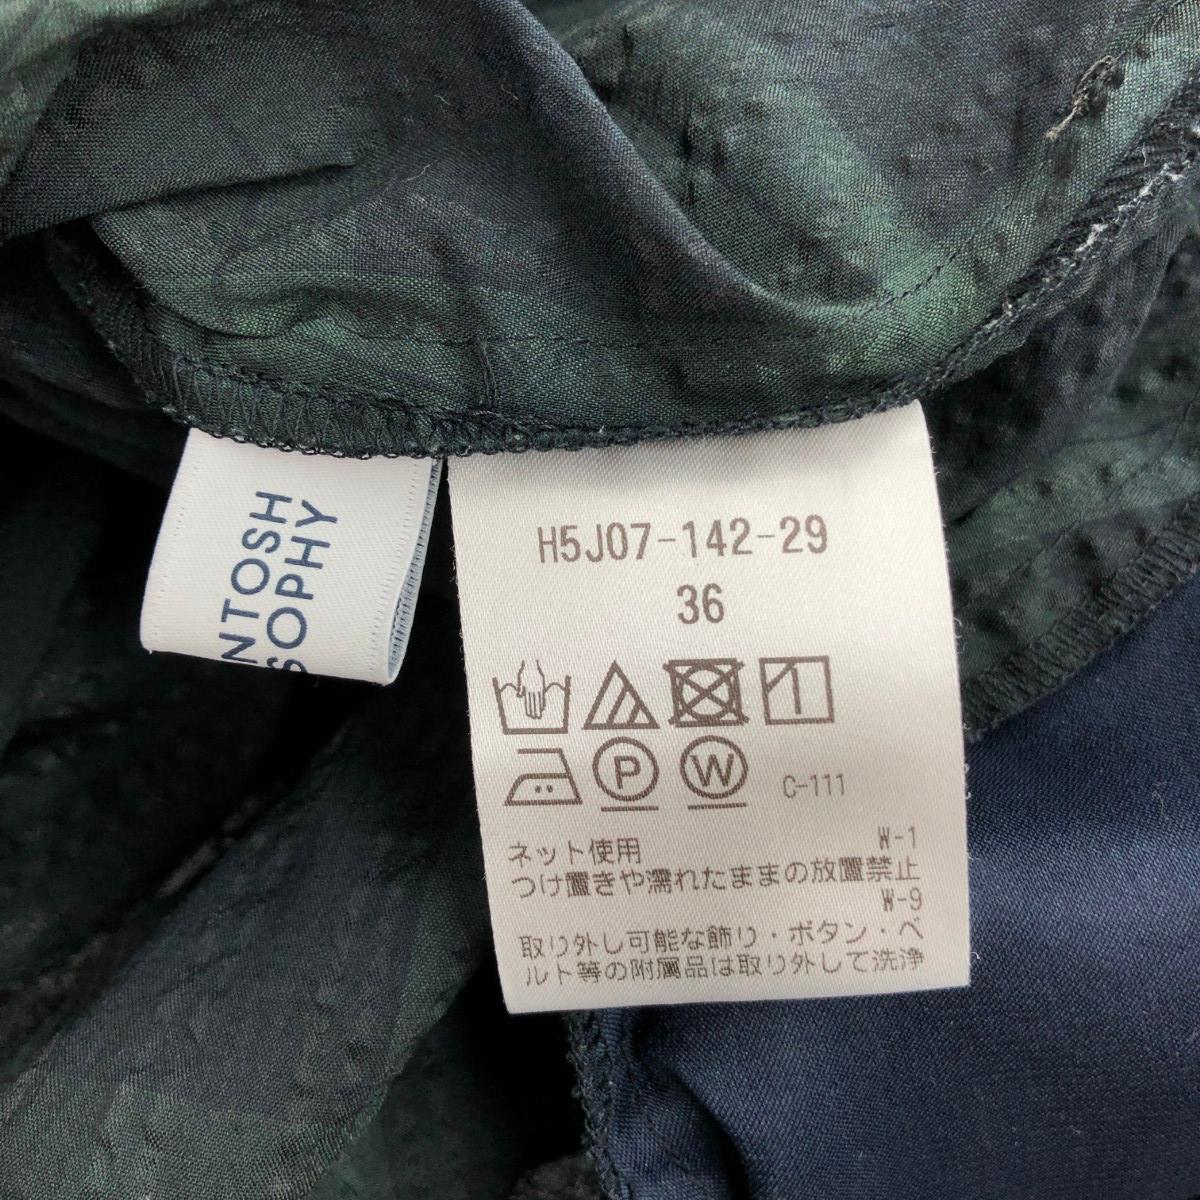 NTOSH
SOPHY
H5J07-142-29
36
P W C-111
W-1
ネット使用
つけ置きや濡れたままの放置禁止
W-9
取り外し可能な飾り・ボタン・ベ
ルト等の附属品は取り外して洗浄